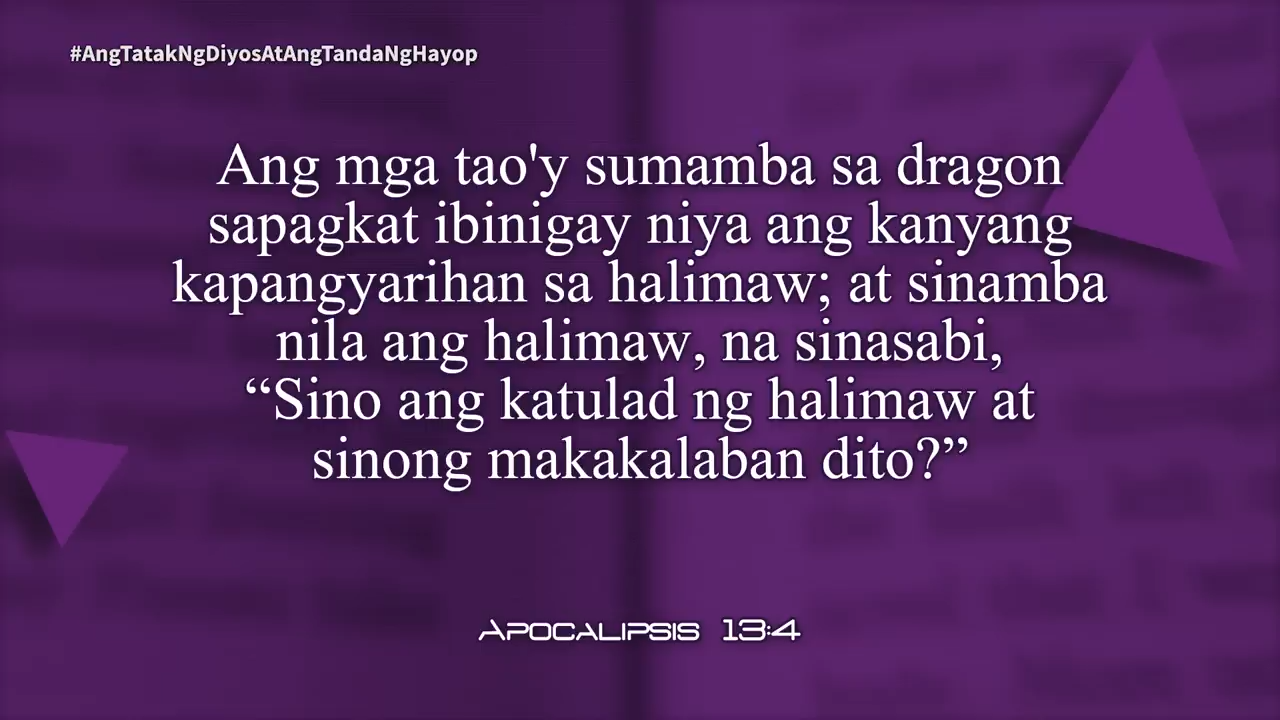 #AngTatakNgDiyosAtAngTandaNgHayop
Ang mga tao'y sumamba sa dragon
sapagkat ibinigay niya ang kanyang
kapangyarihan sa halimaw; at sinamba
nila ang halimaw, na sinasabi,
“Sino ang katulad ng halimaw at
sinong makakalaban dito?”
Apocalipsis 13:4